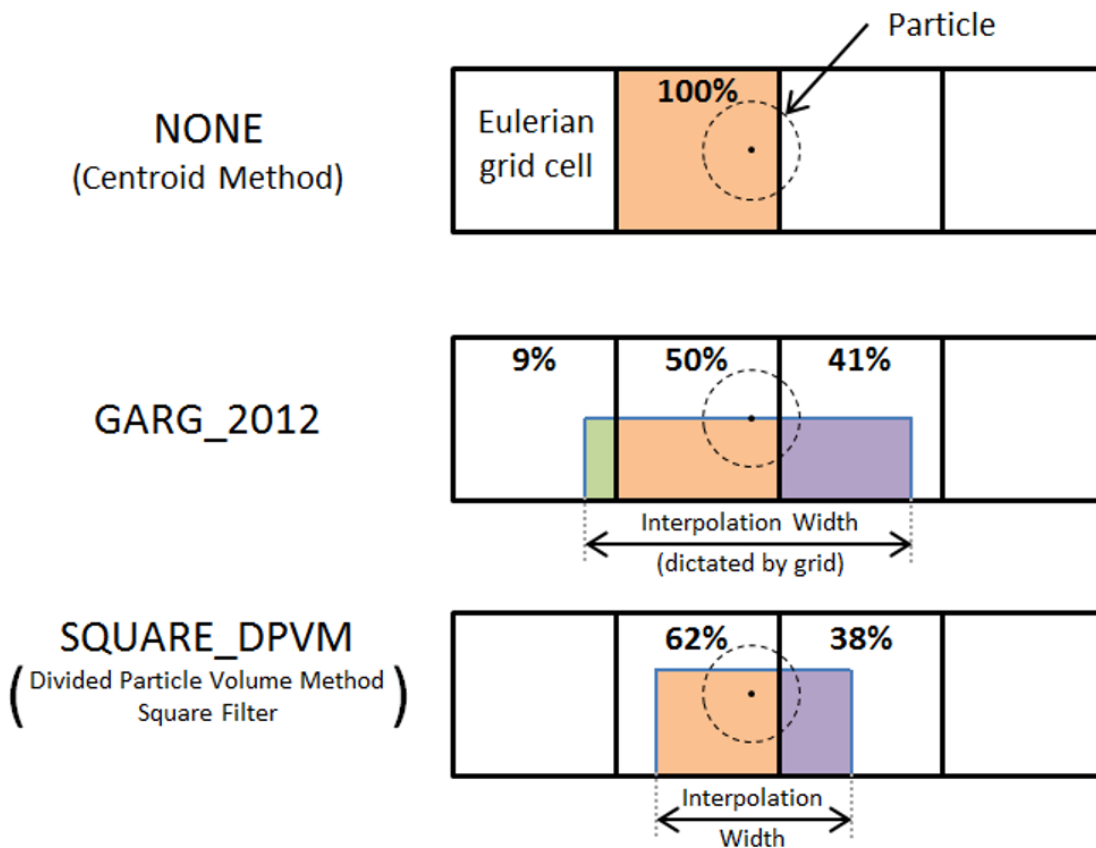 Particle
NONE
(Centroid Method)
Eulerian
grid cell
100%
GARG_2012
9%
50%
41%
Interpolation Width
(dictated by grid)
SQUARE_DPVM
(Divided Particle Volume Method
Square Filter)
62%
38%
Interpolation
Width